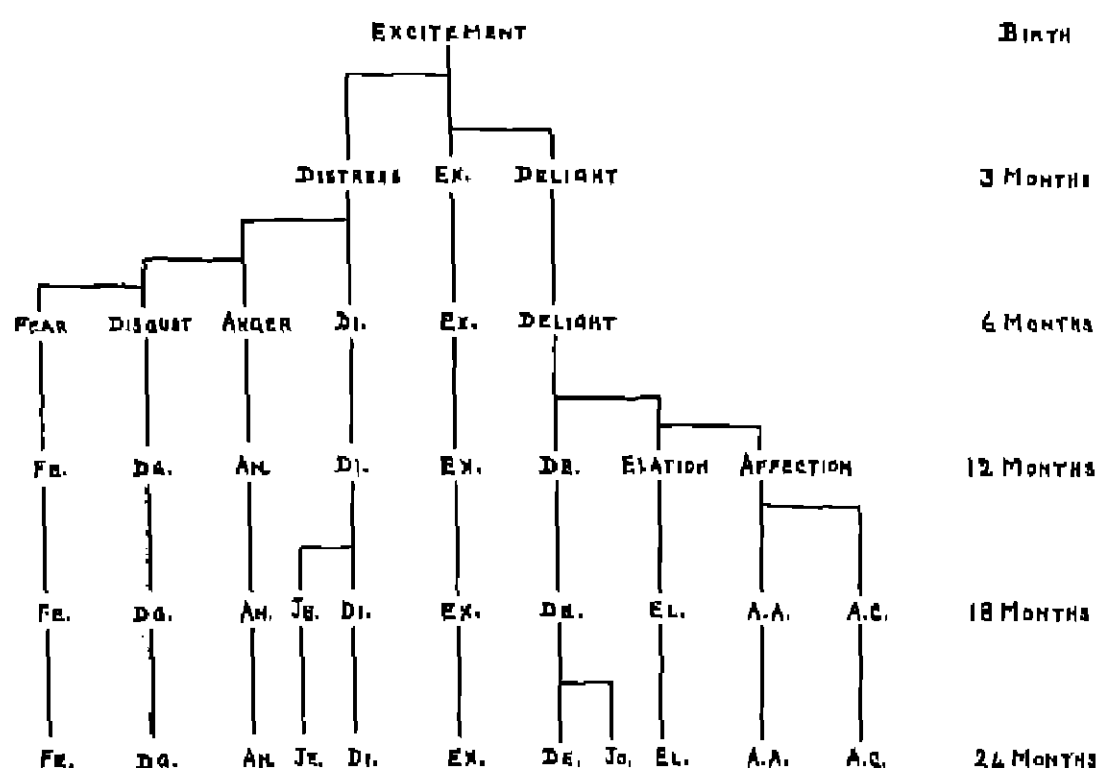 EXCITEMENT BIRTH
DISTRESS EX. DELIGHT 3 MONTHS
FEAR DISGUST ANGER DI. EX. DELIGHT 6 MONTHS
FE. DG. AN. DI. EX. DE. ELATION AFFECTION 12 MONTHS
FE. DG. AN. JE. DI. EX. DE. EL. A.A. A.C. 18 MONTHS
FE. DG. AN. JE. DI. EX. DE. JO. EL. A.A. A.C. 24 MONTHS